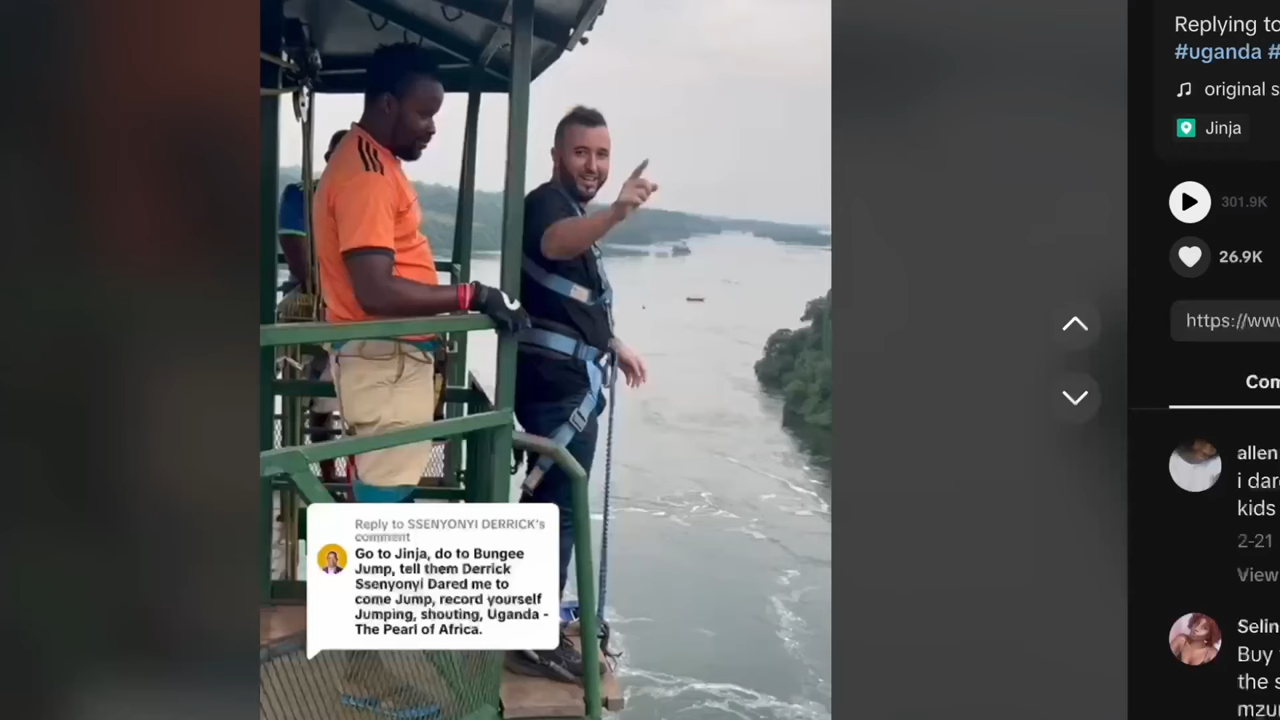 Reply to SSENYONYI DERRICK's
comment
Go to Jinja, do to Bungee
Jump, tell them Derrick
Ssenyonyi Dared me to
come Jump, record yourself
Jumping, shouting, Uganda -
The Pearl of Africa.
Replying to
#uganda #
original s
Jinja
301.9K
26.9K
https://www
Com
allen
i dare
kids
2-21
View
Selin
Buy
the s
mzun